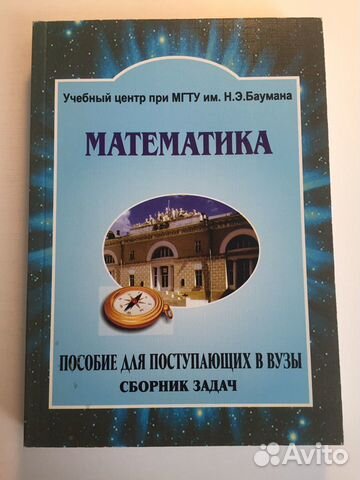 Учебный центр при МГТУ им. Н.Э.Баумана
МАТЕМАТИКА
ПОСОБИЕ ДЛЯ ПОСТУПАЮЩИХ В ВУЗЫ
СБОРНИК ЗАДАЧ
Avito